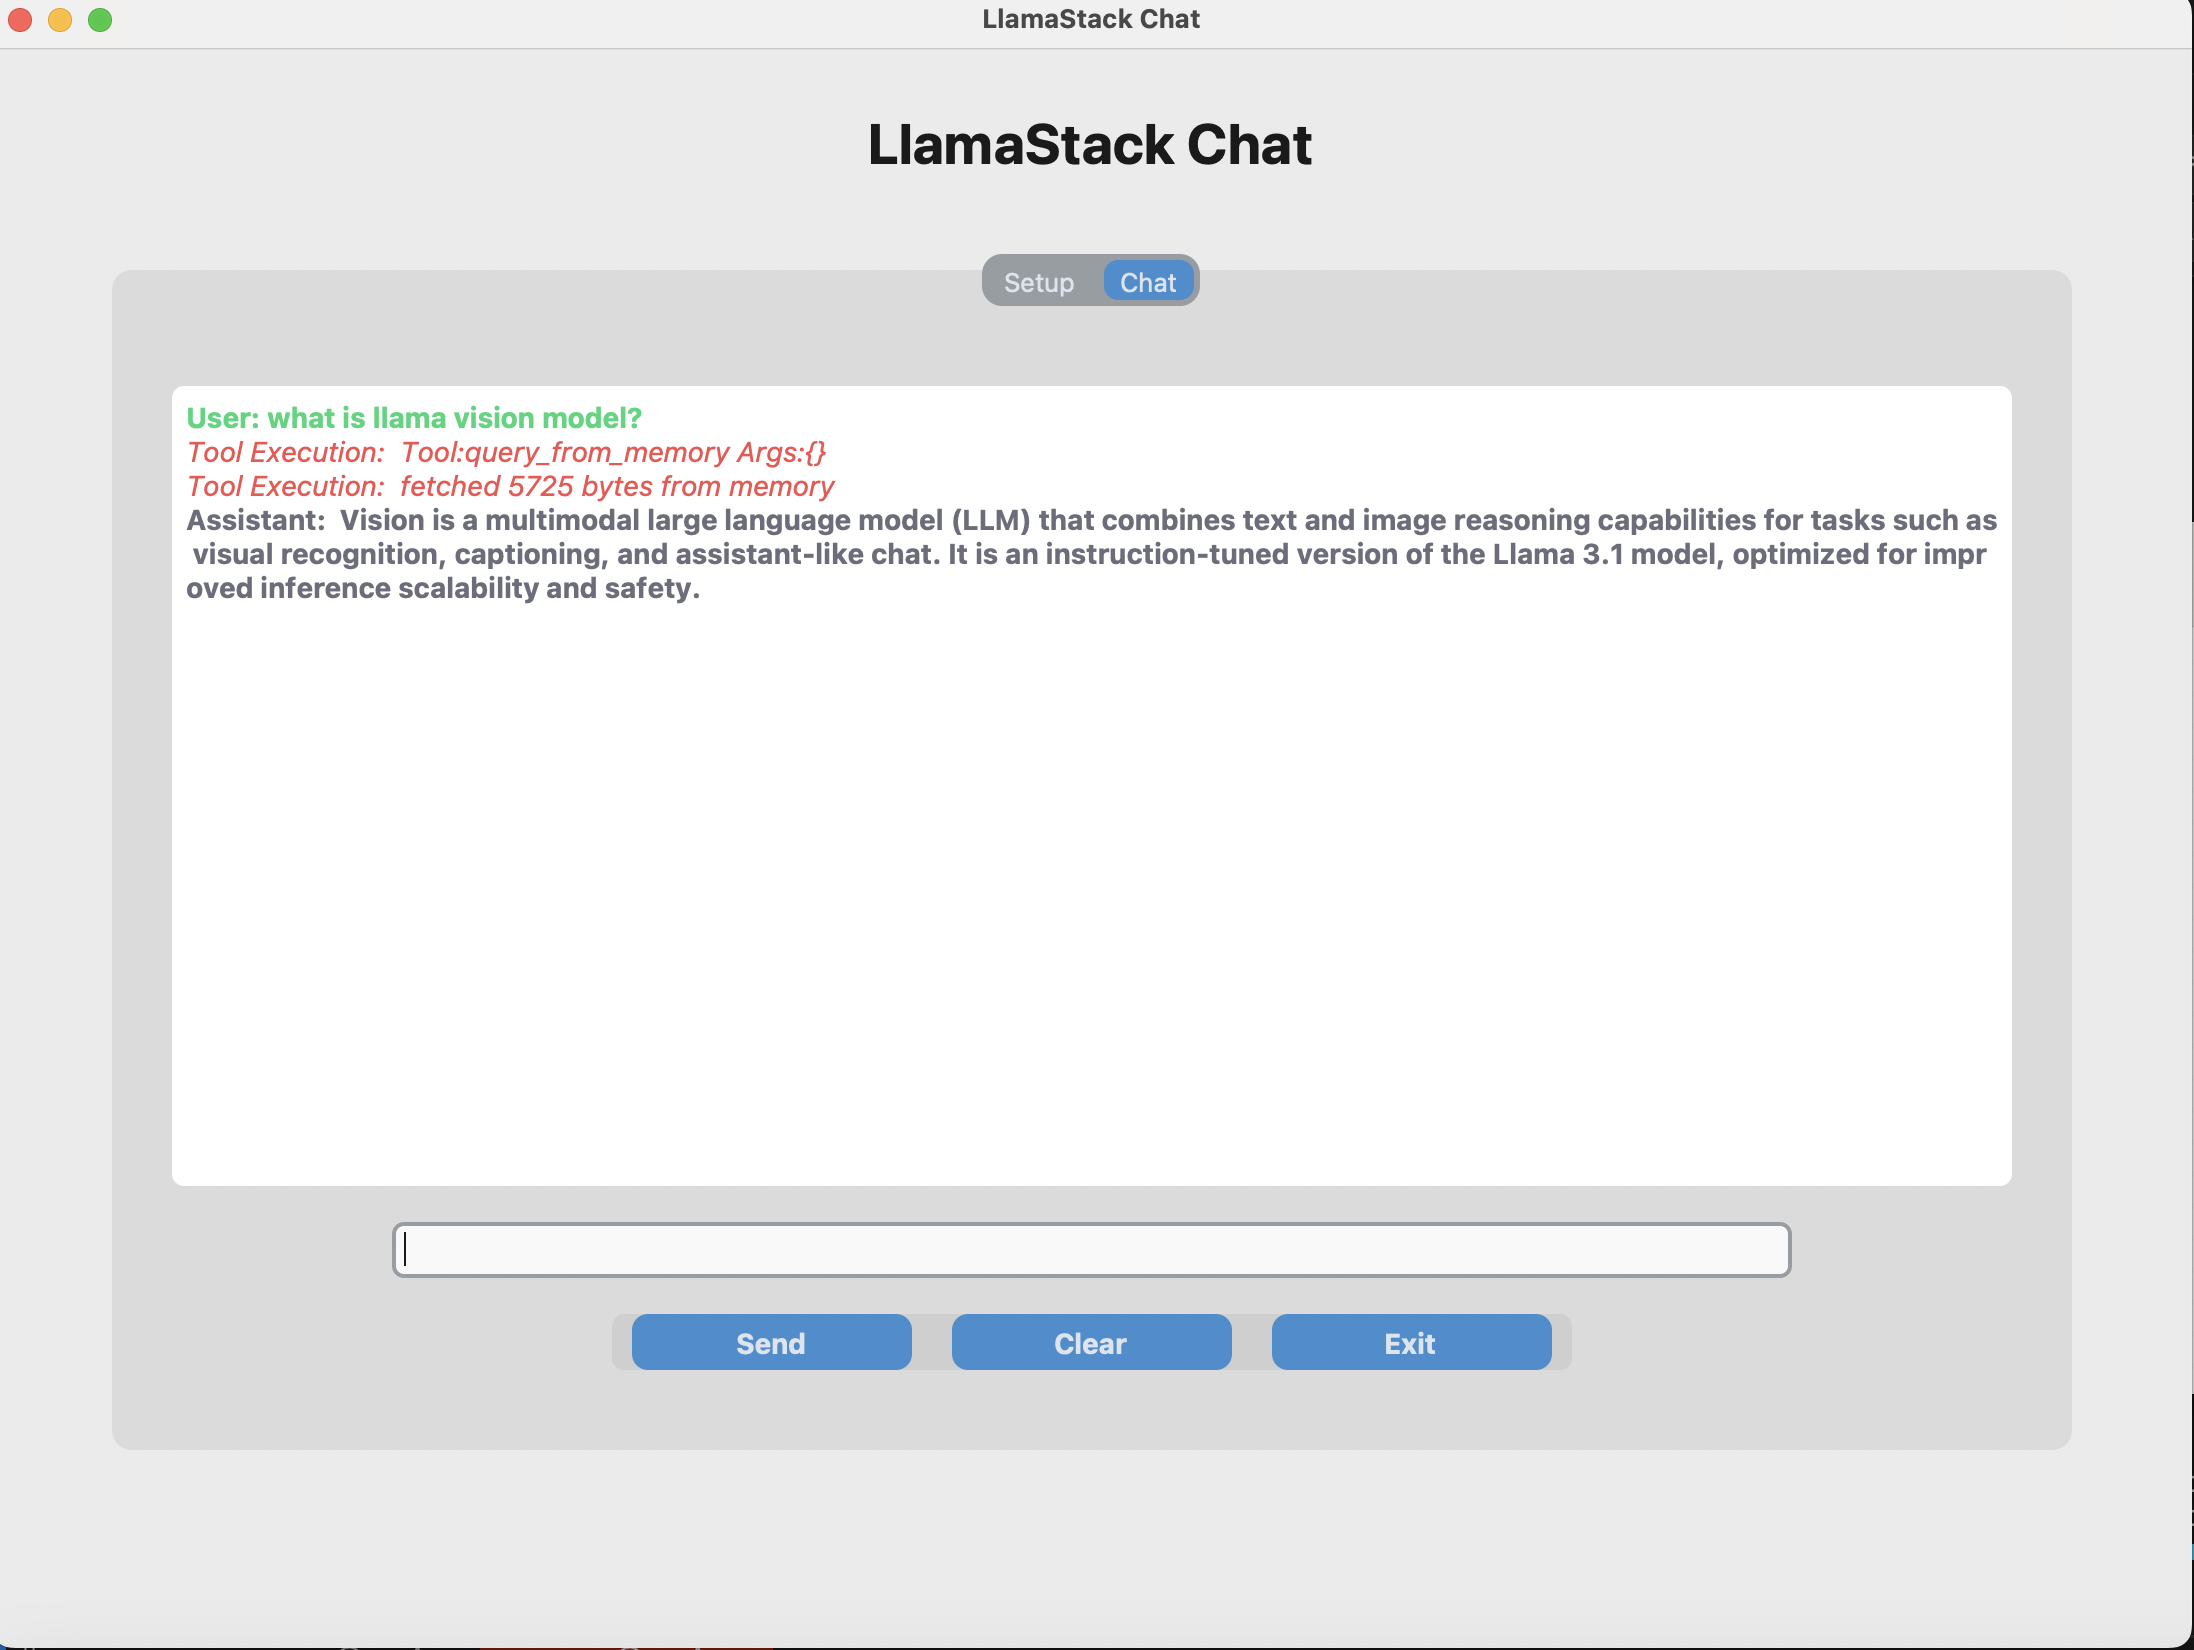 LlamaStack Chat
LlamaStack Chat
Setup Chat
User: what is llama vision model?
Tool Execution:  Tool:query_from_memory Args:{}
Tool Execution:  fetched 5725 bytes from memory
Assistant:  Vision is a multimodal large language model (LLM) that combines text and image reasoning capabilities for tasks such as
visual recognition, captioning, and assistant-like chat. It is an instruction-tuned version of the Llama 3.1 model, optimized for impr
oved inference scalability and safety.
Send Clear Exit